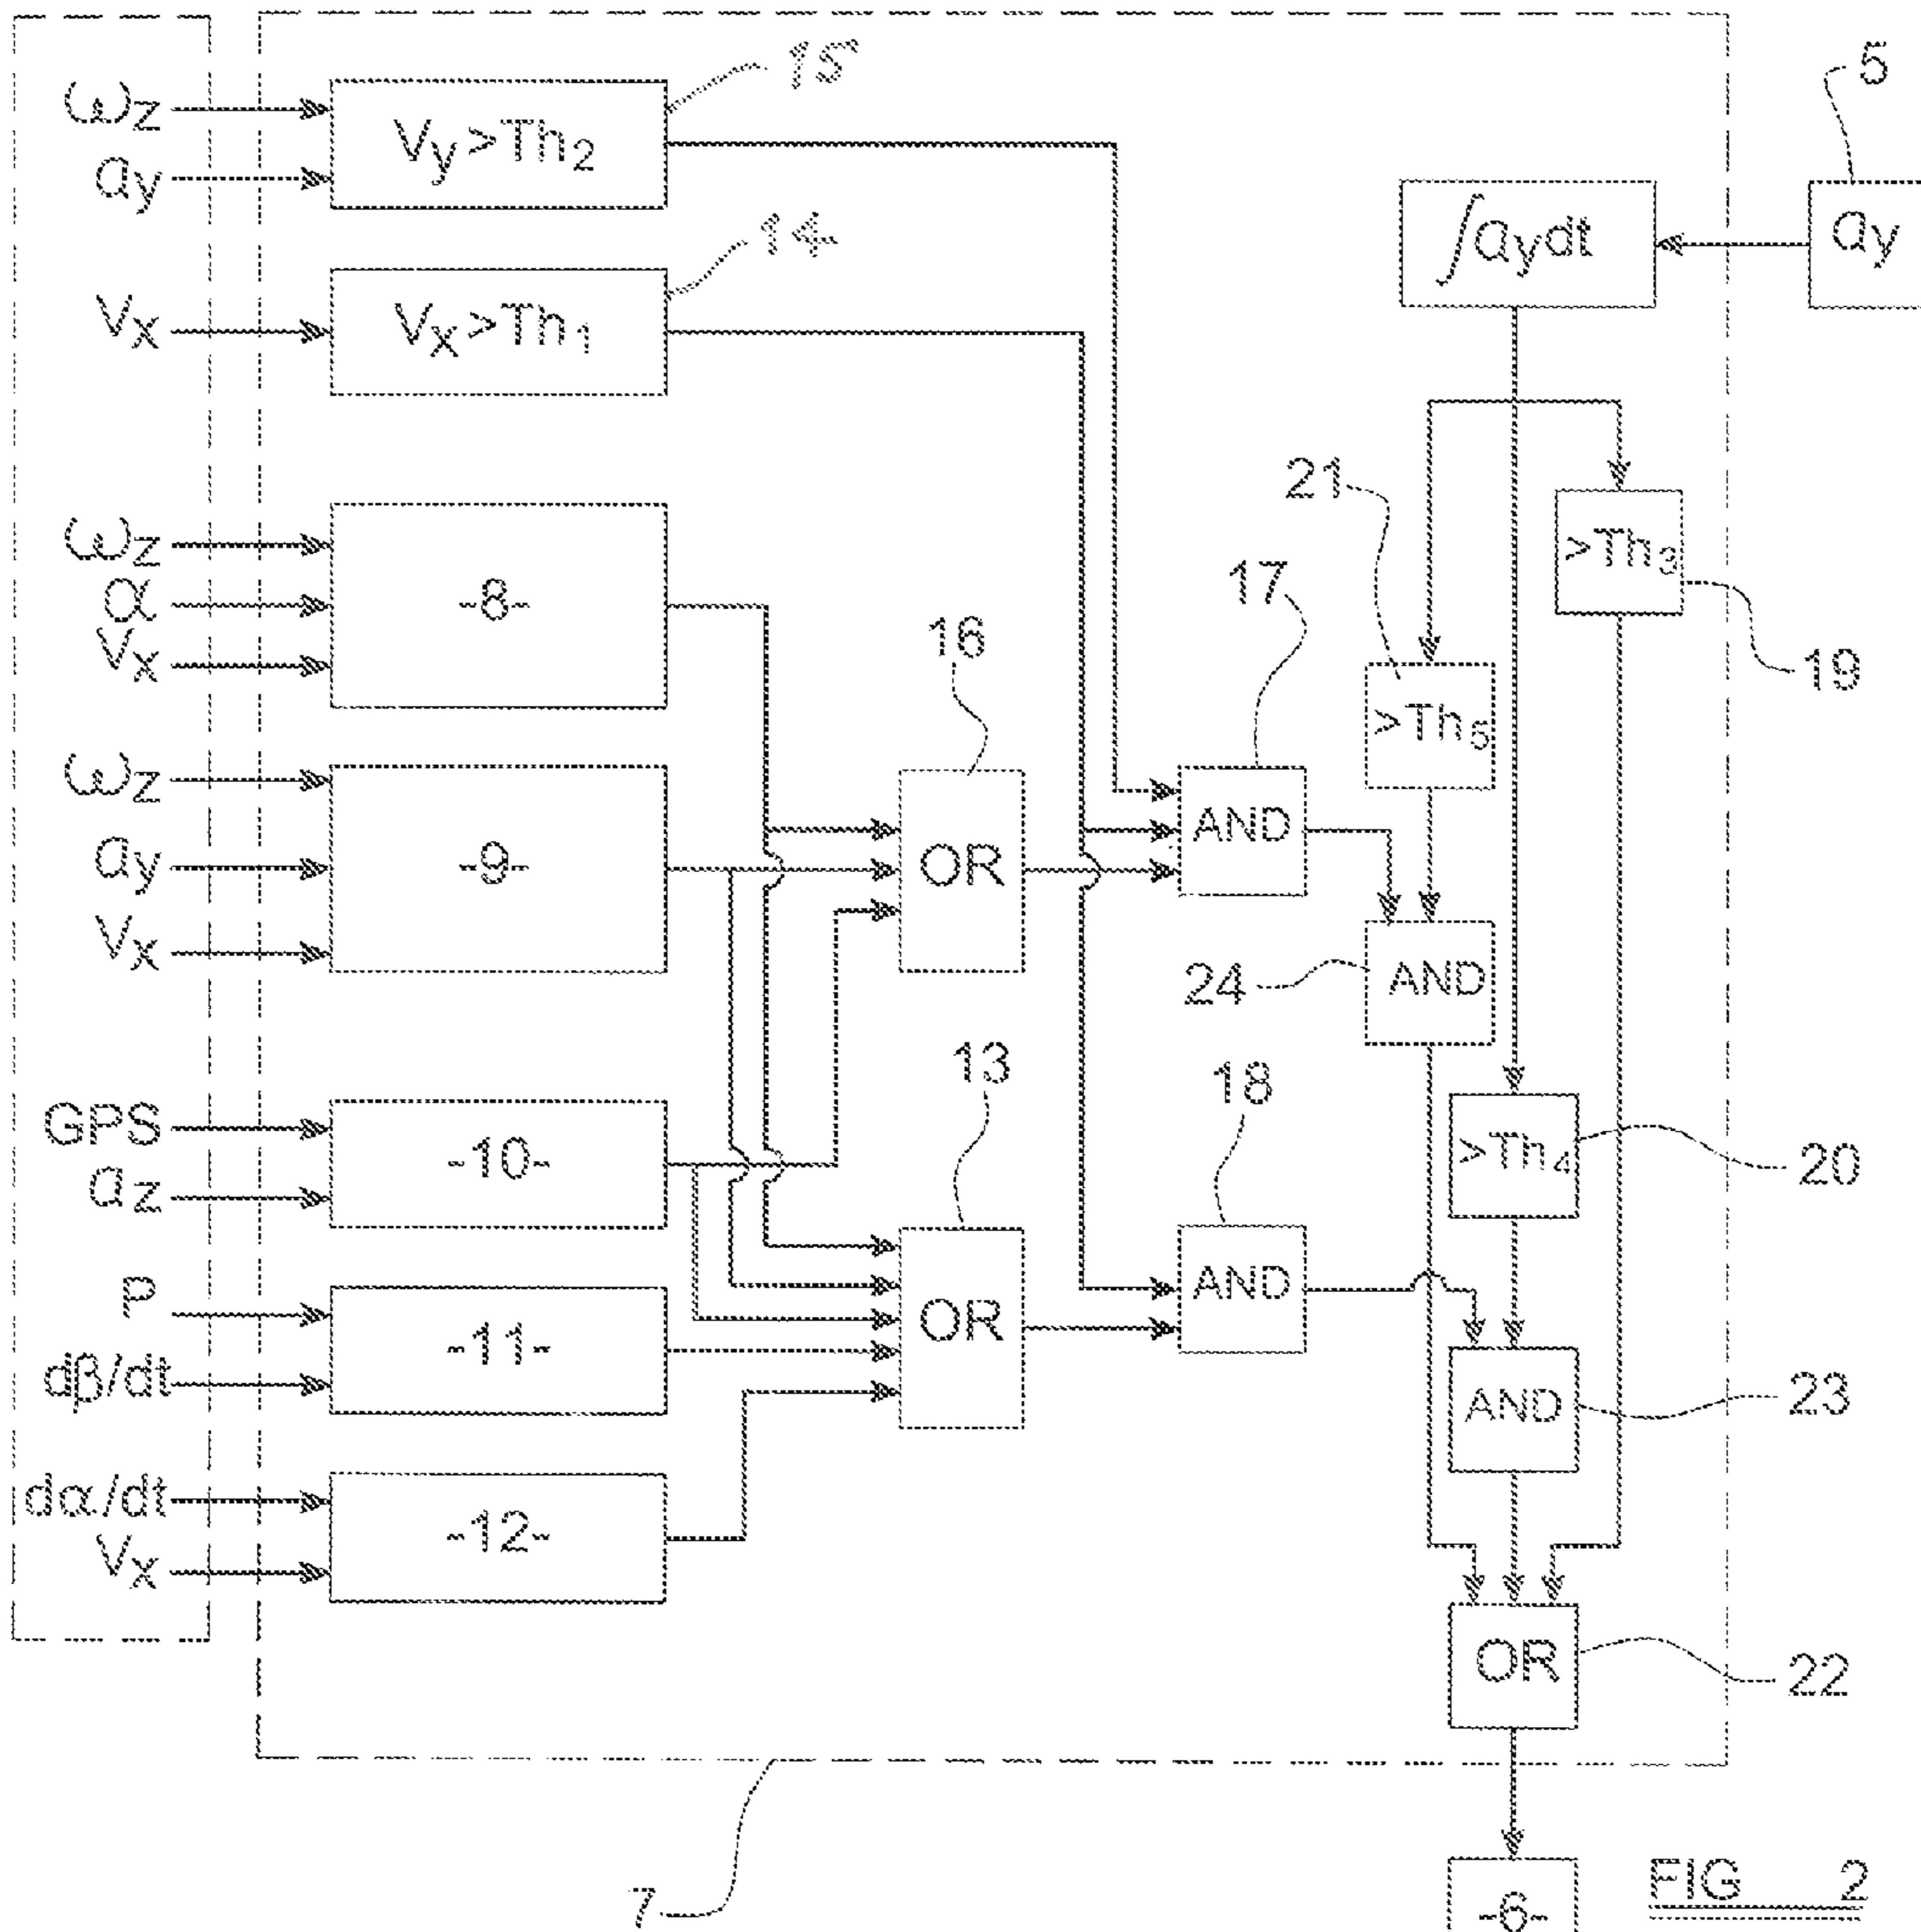 15
5
ωz
Vy>Th2
ay
ay
∫aydt
14
Vx
Vx>Th1
21
ωz
>Th3
α
-8-
17
16
Vx
19
>Th5
ωz
AND
ay
-9-
OR
Vx
24
AND
13
18
GPS
-10-
>Th4
20
az
P
AND
-11-
OR
dβ/dt
AND
23
dα/dt
-12-
Vx
OR
22
7
FIG 2
-6-